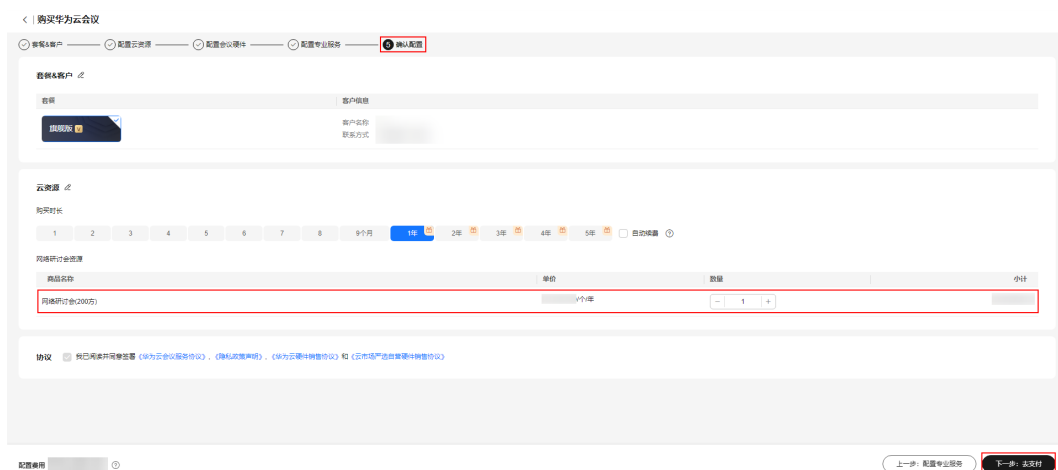 < | 购买华为云会议
套餐&客户 配置云资源 配置会议硬件 配置专业服务 5 确认配置
套餐&客户
套餐 客户信息
旗舰版
客户名称
联系方式
云资源
购买时长
1 2 3 4 5 6 7 8 9个月 1年 2年 3年 4年 5年 自动续费 ?
网络研讨会资源
商品名称 单价 数量 小计
网络研讨会(200方) /个/年 - 1 +
协议 我已阅读并同意签署《华为云会议服务协议》、《隐私政策声明》、《华为云硬件销售协议》和《云市场严选自营硬件销售协议》
配置费用 ? 上一步：配置专业服务 下一步：去支付